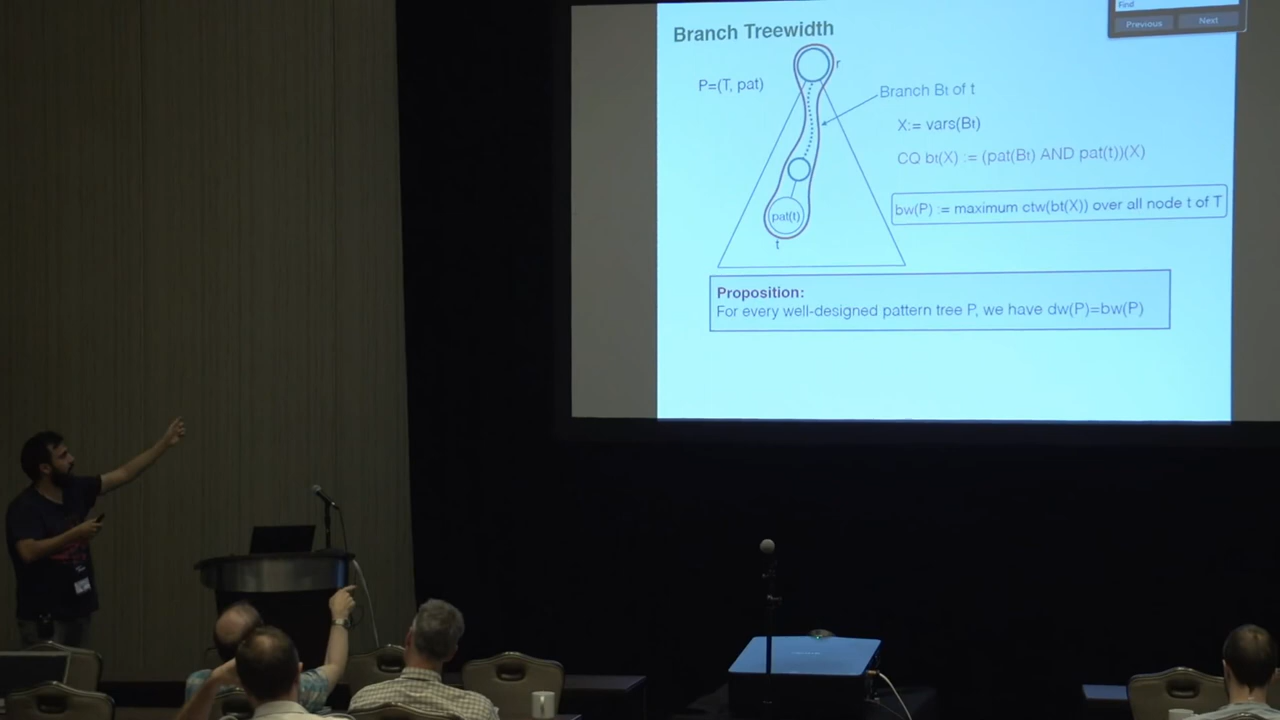 Find
Previous Next
Branch Treewidth
r
P=(T, pat)
Branch Bt of t
X:= vars(Bt)
CQ bt(X) := (pat(Bt) AND pat(t))(X)
bw(P) := maximum ctw(bt(X)) over all node t of T
pat(t)
t
Proposition:
For every well-designed pattern tree P, we have dw(P)=bw(P)